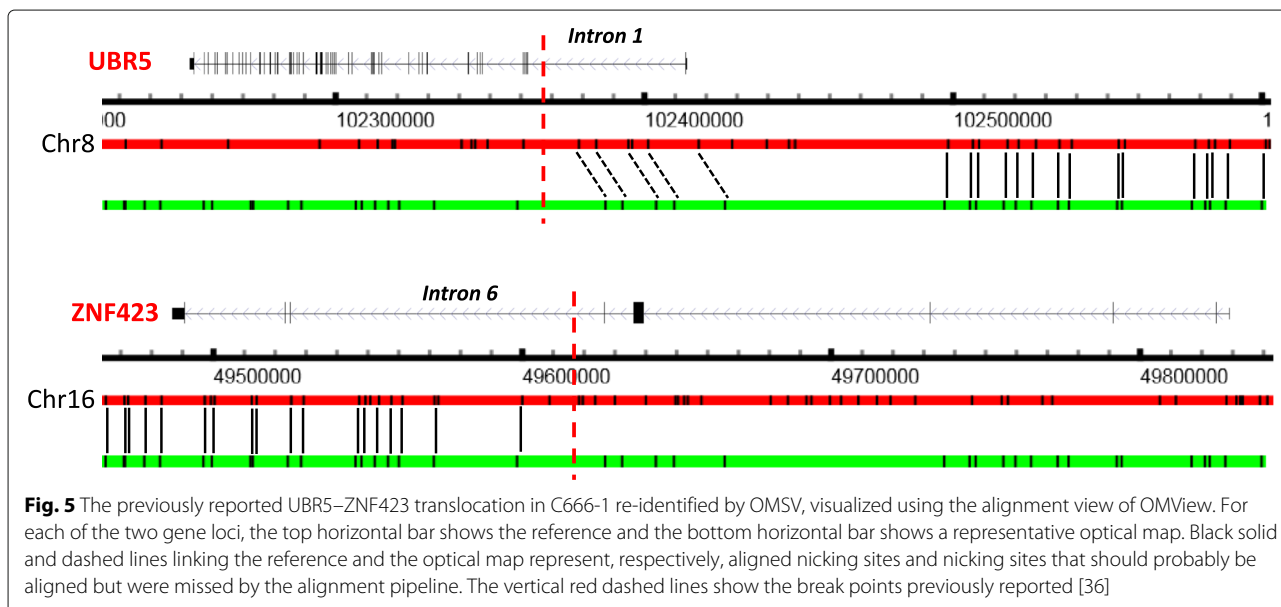 Intron 1
UBR5
00 102300000 102400000 102500000 1
Chr8
Intron 6
ZNF423
49500000 49600000 49700000 49800000
Chr16
Fig. 5 The previously reported UBR5–ZNF423 translocation in C666-1 re-identified by OMSV, visualized using the alignment view of OMView. For
each of the two gene loci, the top horizontal bar shows the reference and the bottom horizontal bar shows a representative optical map. Black solid
and dashed lines linking the reference and the optical map represent, respectively, aligned nicking sites and nicking sites that should probably be
aligned but were missed by the alignment pipeline. The vertical red dashed lines show the break points previously reported [36]